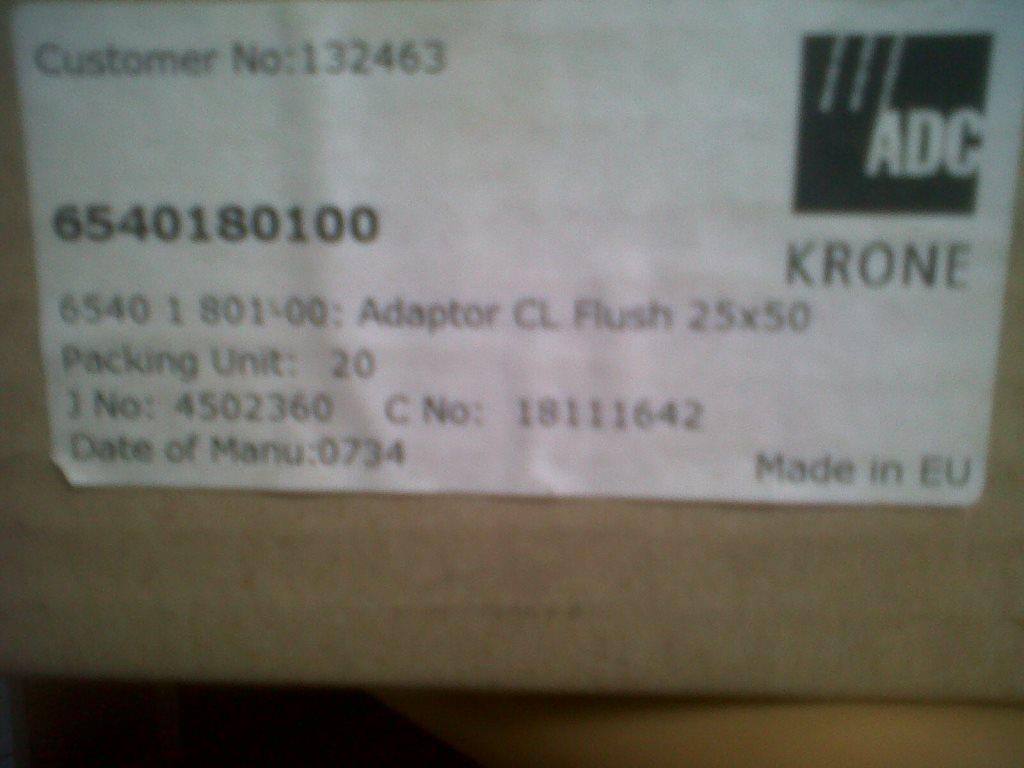 Customer No:132463
ADC
KRONE
6540180100
6540 1 801-00: Adaptor CL Flush 25x50
Packing Unit: 20
I No: 4502360 C No: 18111642
Date of Manu:0734
Made in EU